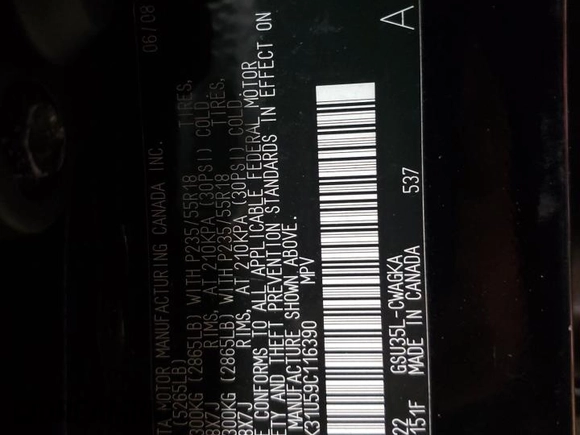 TA MOTOR MANUFACTURING CANADA INC. 06/08
(5265LB)
300KG (2865LB) WITH P235/55R18 TIRES,
8X7J RIMS, AT 210KPA (30PSI) COLD.
300KG (2865LB) WITH P235/55R18 TIRES,
8X7J RIMS, AT 210KPA (30PSI) COLD.
E CONFORMS TO ALL APPLICABLE FEDERAL MOTOR
ETY AND THEFT PREVENTION STANDARDS IN EFFECT ON
MANUFACTURE SHOWN ABOVE.
K31U59C116390 MPV
22 GSU35L-CWAGKA A
151F MADE IN CANADA 537